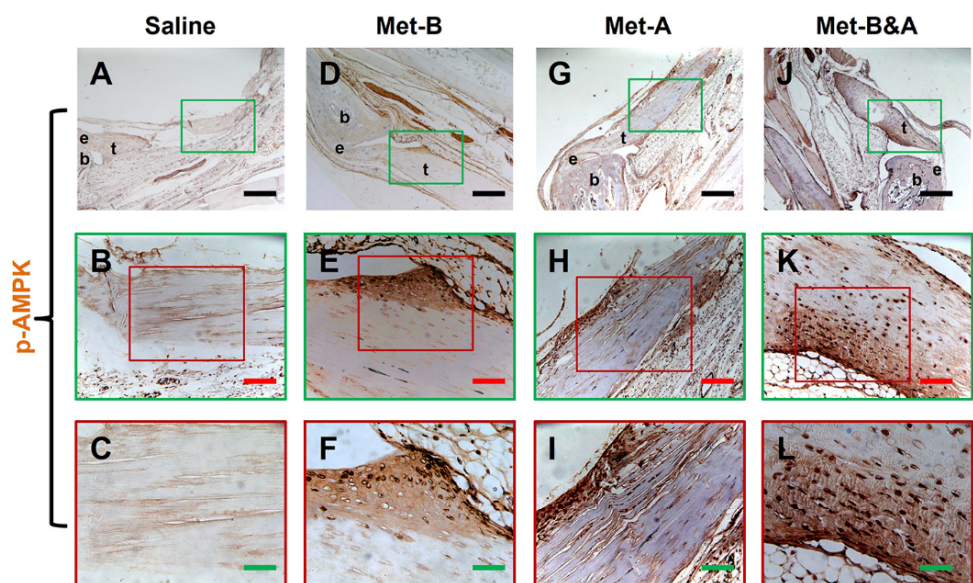 Saline Met-B Met-A Met-B&A
A D G J
e b t
b e t
t e b
t e b
p-AMPK
B E H K
C F I L